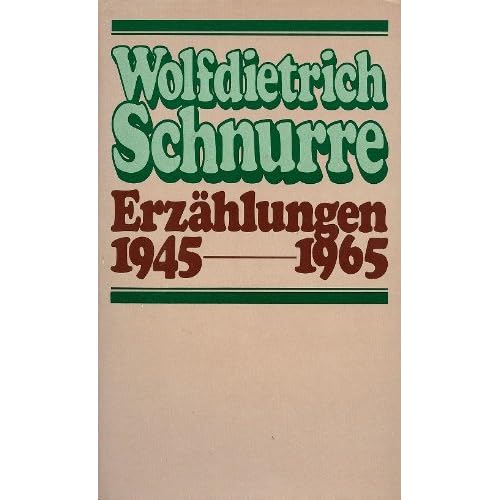 Wolfdietrich
Schnurre
Erzählungen
1945—1965